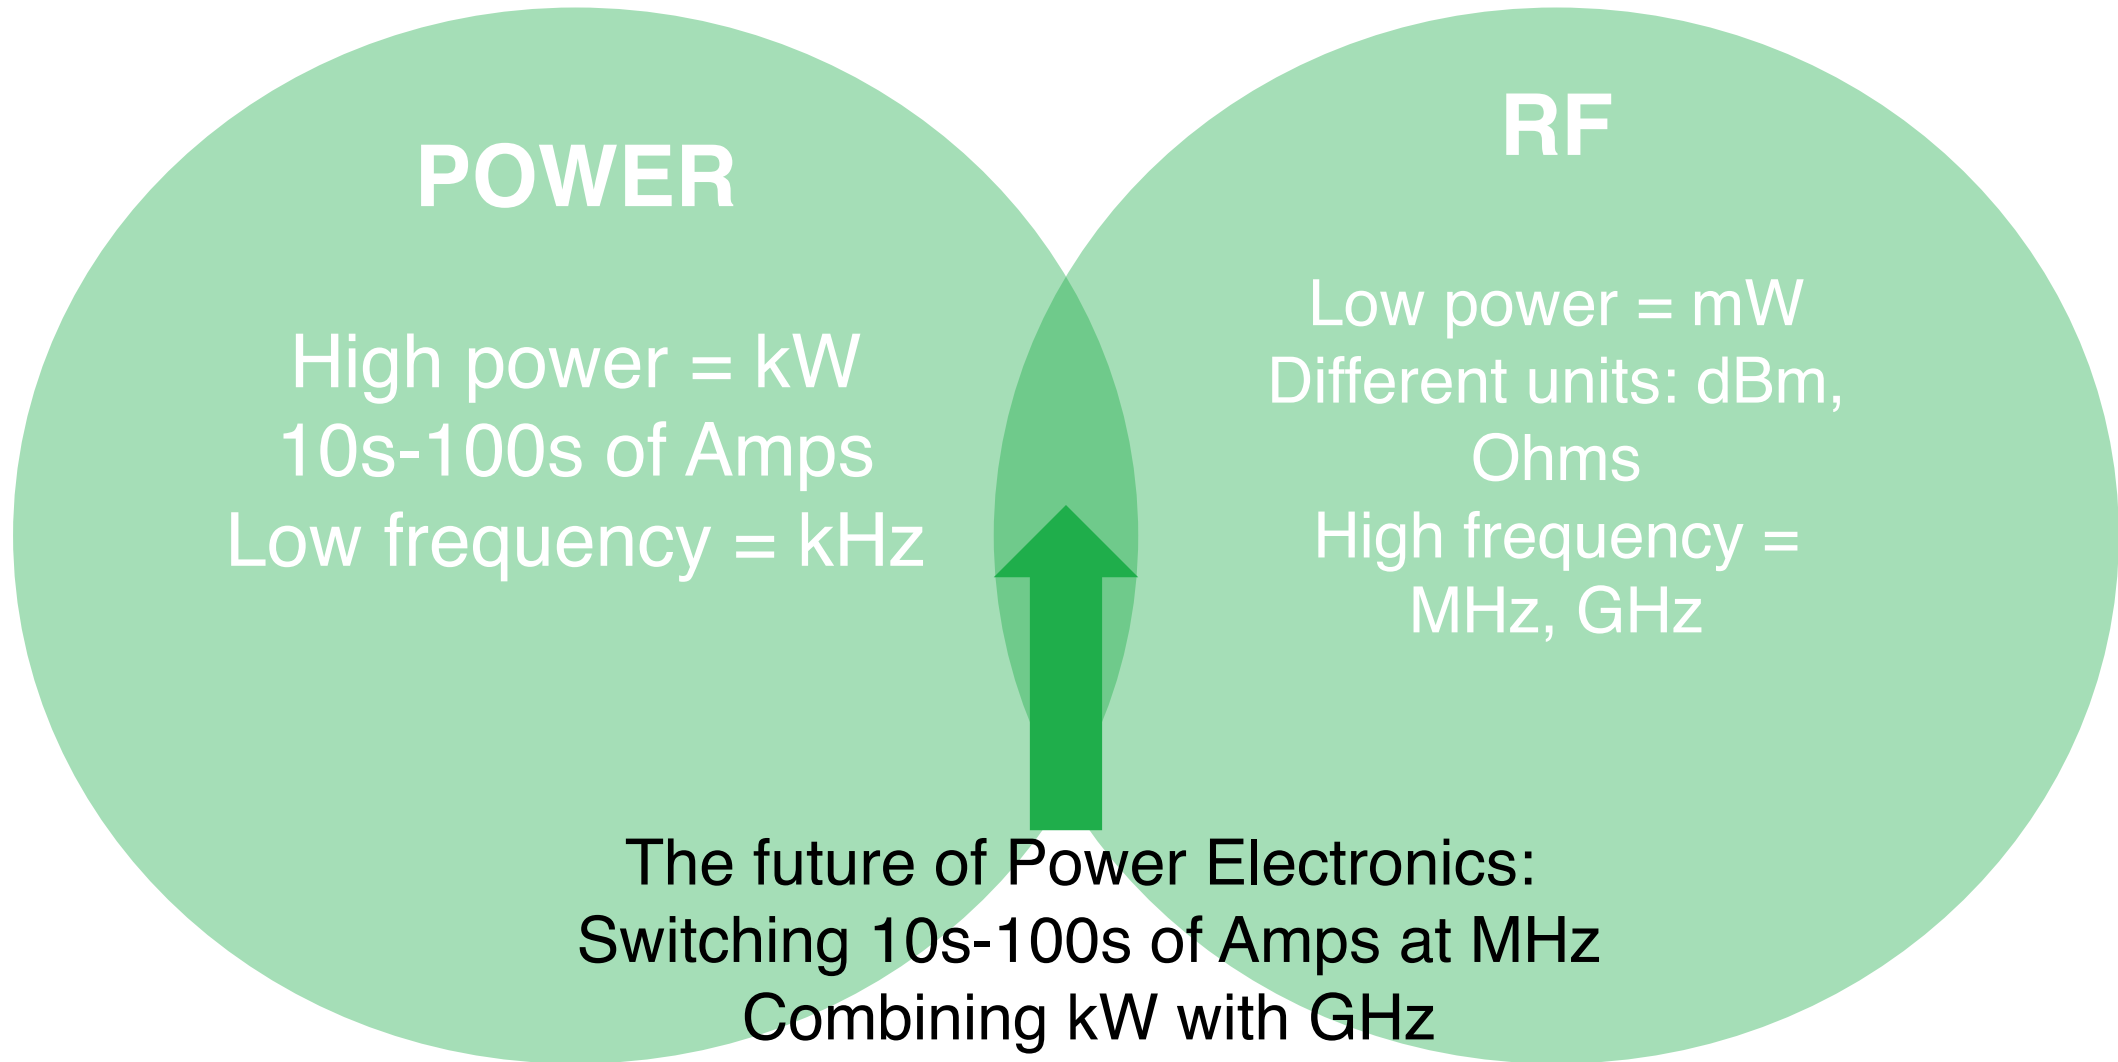 POWER
High power = kW
10s-100s of Amps
Low frequency = kHz
RF
Low power = mW
Different units: dBm,
Ohms
High frequency =
MHz, GHz
The future of Power Electronics:
Switching 10s-100s of Amps at MHz
Combining kW with GHz